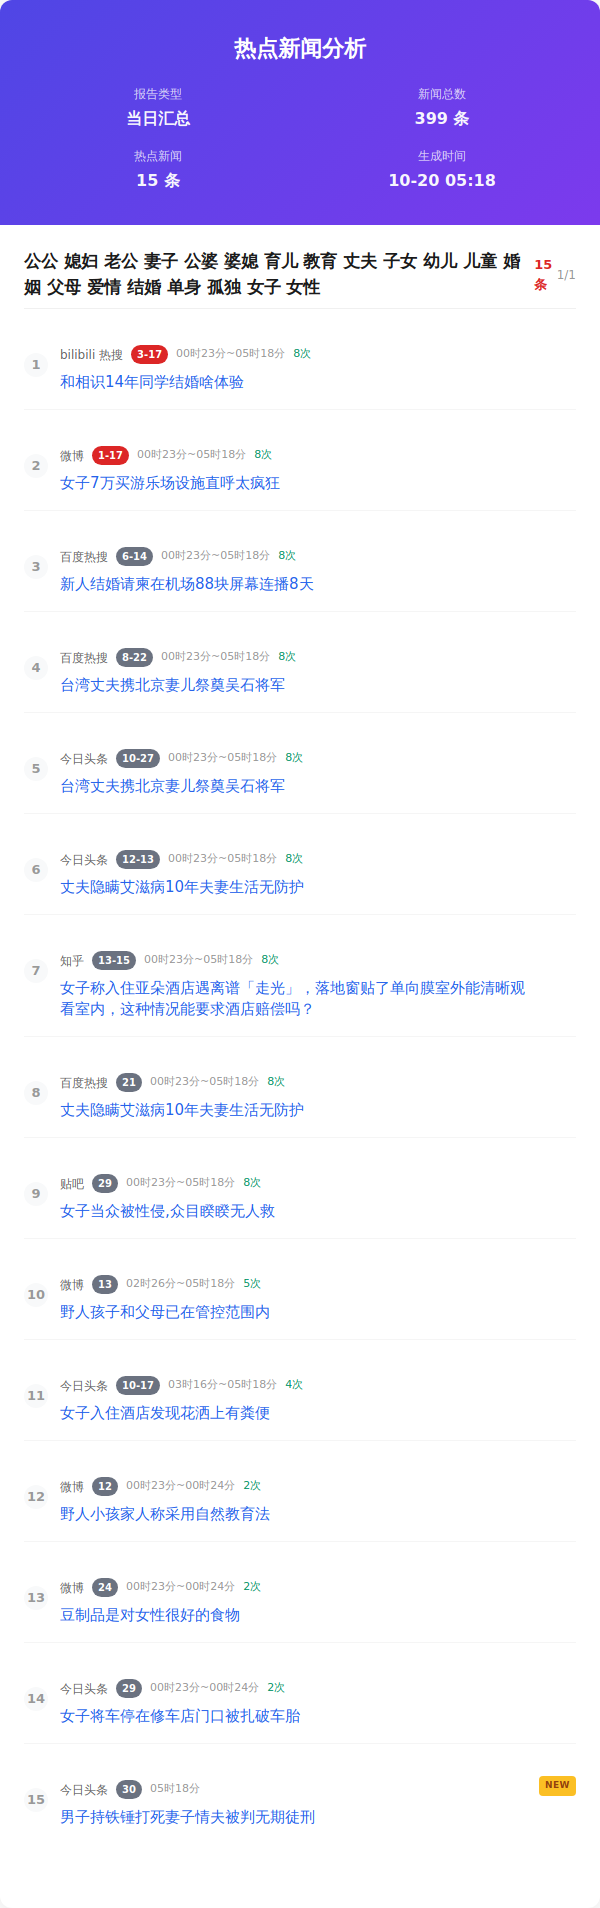 热点新闻分析
报告类型
新闻总数
当日汇总
399 条
热点新闻
生成时间
15 条
10-20 05:18
公公 媳妇 老公 妻子 公婆 婆媳 育儿 教育 丈夫 子女 幼儿 儿童 婚
姻 父母 爱情 结婚 单身 孤独 女子 女性
15
条
1/1
1
bilibili 热搜 3-17 00时23分~05时18分 8次
和相识14年同学结婚啥体验
2
微博 1-17 00时23分~05时18分 8次
女子7万买游乐场设施直呼太疯狂
3
百度热搜 6-14 00时23分~05时18分 8次
新人结婚请柬在机场88块屏幕连播8天
4
百度热搜 8-22 00时23分~05时18分 8次
台湾丈夫携北京妻儿祭奠吴石将军
5
今日头条 10-27 00时23分~05时18分 8次
台湾丈夫携北京妻儿祭奠吴石将军
6
今日头条 12-13 00时23分~05时18分 8次
丈夫隐瞒艾滋病10年夫妻生活无防护
7
知乎 13-15 00时23分~05时18分 8次
女子称入住亚朵酒店遇离谱「走光」，落地窗贴了单向膜室外能清晰观
看室内，这种情况能要求酒店赔偿吗？
8
百度热搜 21 00时23分~05时18分 8次
丈夫隐瞒艾滋病10年夫妻生活无防护
9
贴吧 29 00时23分~05时18分 8次
女子当众被性侵,众目睽睽无人救
10
微博 13 02时26分~05时18分 5次
野人孩子和父母已在管控范围内
11
今日头条 10-17 03时16分~05时18分 4次
女子入住酒店发现花洒上有粪便
12
微博 12 00时23分~00时24分 2次
野人小孩家人称采用自然教育法
13
微博 24 00时23分~00时24分 2次
豆制品是对女性很好的食物
14
今日头条 29 00时23分~00时24分 2次
女子将车停在修车店门口被扎破车胎
15
今日头条 30 05时18分
NEW
男子持铁锤打死妻子情夫被判无期徒刑